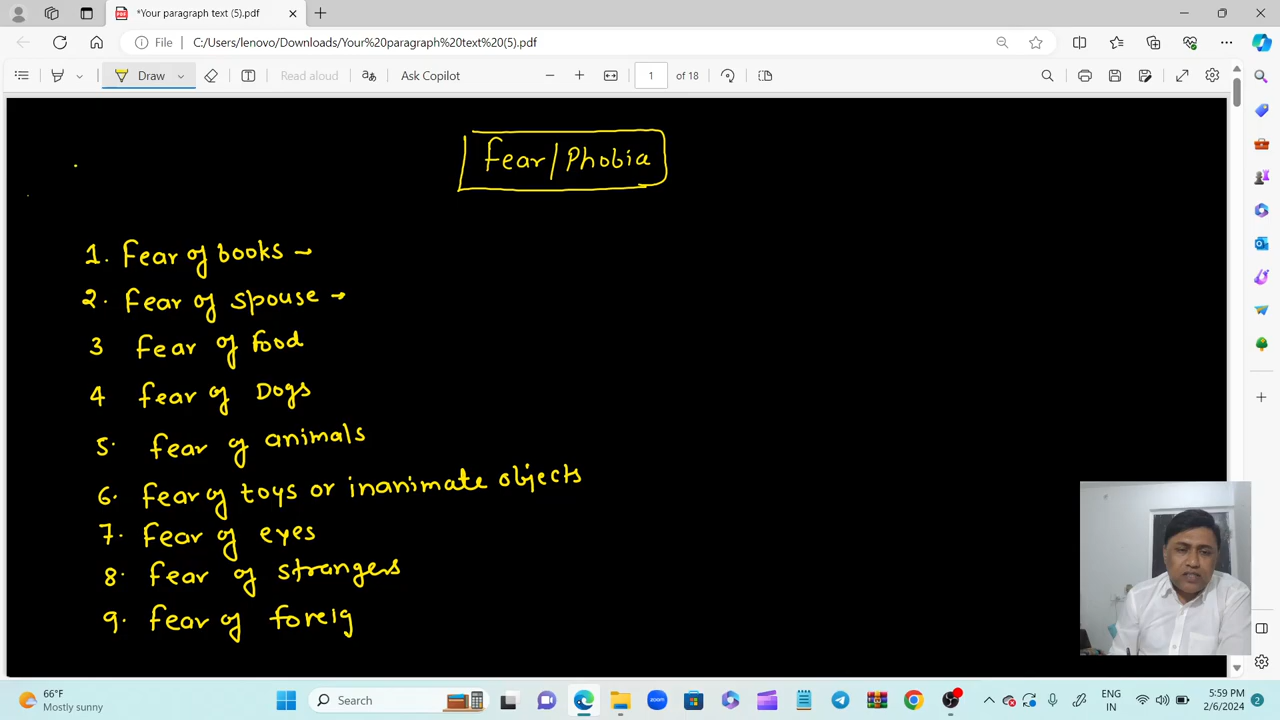 *Your paragraph text (5).pdf
File C:/Users/lenovo/Downloads/Your%20paragraph%20text%20(5).pdf
Draw Read aloud Ask Copilot 1 of 18
Fear/Phobia
1. Fear of books →
2. Fear of spouse →
3 Fear of Food
4 Fear of Dogs
5. Fear of animals
6. Fear of toys or inanimate objects
7. Fear of eyes
8. Fear of strangers
9. Fear of foreig
66°F
Mostly sunny
Search
ENG
IN
5:59 PM
2/6/2024
2